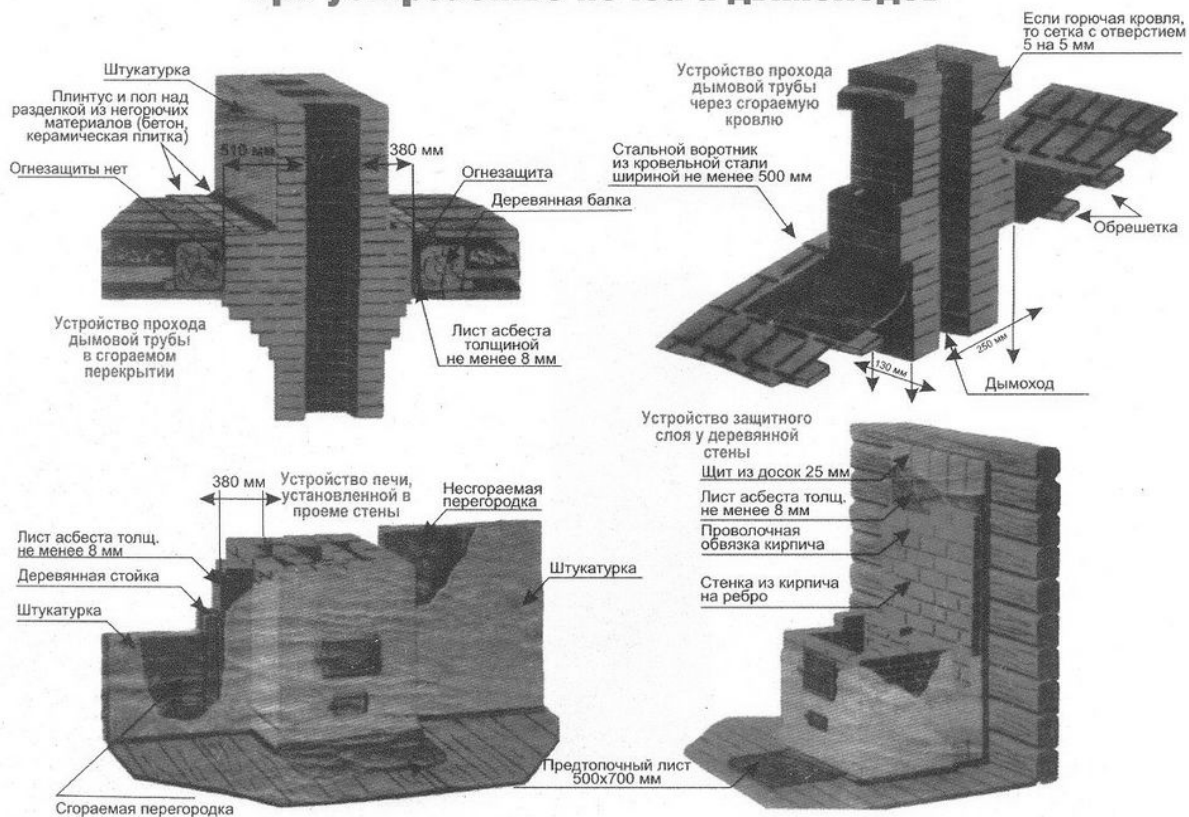 Штукатурка
Плинтус и пол над
разделкой из негорючих
материалов (бетон,
керамическая плитка)
510 мм
380 мм
Огнезащиты нет
Огнезащита
Деревянная балка
Устройство прохода
дымовой трубы
в сгораемом
перекрытии
Лист асбеста
толщиной
не менее 8 мм
Если горючая кровля,
то сетка с отверстием
5 на 5 мм
Устройство прохода
дымовой трубы
через сгораемую
кровлю
Стальной воротник
из кровельной стали
шириной не менее 500 мм
Обрешетка
250 мм
130 мм
Дымоход
380 мм
Устройство печи,
установленной в
проеме стены
Несгораемая
перегородка
Лист асбеста толщ.
не менее 8 мм
Деревянная стойка
Штукатурка
Штукатурка
Сгораемая перегородка
Предтопочный лист
500х700 мм
Устройство защитного
слоя у деревянной
стены
Щит из досок 25 мм
Лист асбеста толщ.
не менее 8 мм
Проволочная
обвязка кирпича
Стенка из кирпича
на ребро